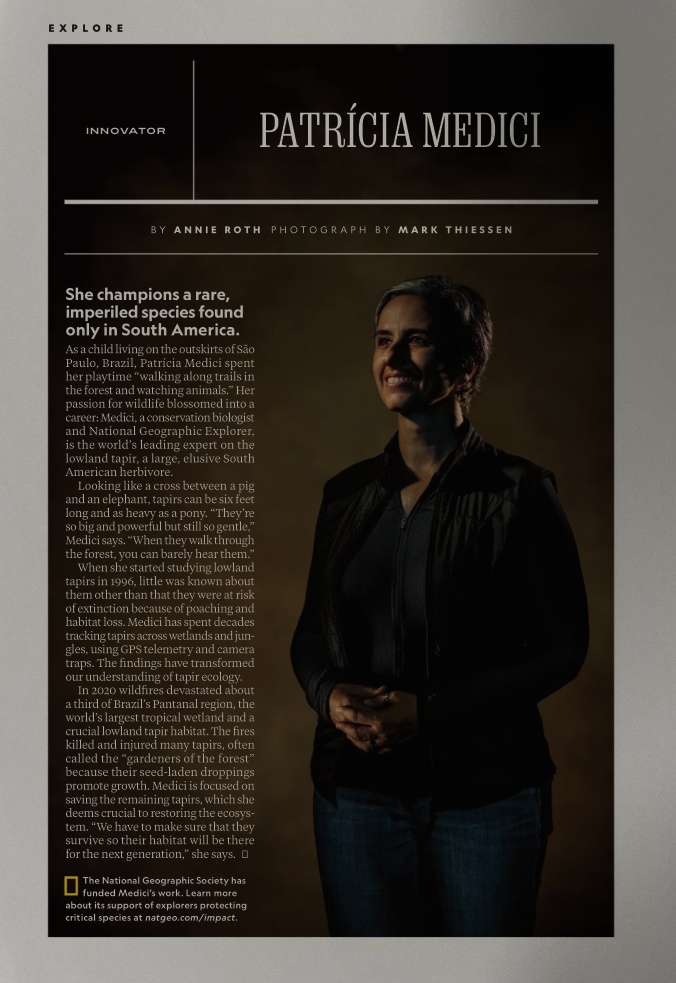 EXPLORE
INNOVATOR
PATRÍCIA MEDICI
BY ANNIE ROTH PHOTOGRAPH BY MARK THIESSEN
She champions a rare,
imperiled species found
only in South America.
As a child living on the outskirts of São
Paulo, Brazil, Patrícia Medici spent
her playtime “walking along trails in
the forest and watching animals.” Her
passion for wildlife blossomed into a
career: Medici, a conservation biologist
and National Geographic Explorer,
is the world’s leading expert on the
lowland tapir, a large, elusive South
American herbivore.
Looking like a cross between a pig
and an elephant, tapirs can be six feet
long and as heavy as a pony. “They’re
so big and powerful but still so gentle,”
Medici says. “When they walk through
the forest, you can barely hear them.”
When she started studying lowland
tapirs in 1996, little was known about
them other than that they were at risk
of extinction because of poaching and
habitat loss. Medici has spent decades
tracking tapirs across wetlands and jun-
gles, using GPS telemetry and camera
traps. The findings have transformed
our understanding of tapir ecology.
In 2020 wildfires devastated about
a third of Brazil’s Pantanal region, the
world’s largest tropical wetland and a
crucial lowland tapir habitat. The fires
killed and injured many tapirs, often
called the “gardeners of the forest”
because their seed-laden droppings
promote growth. Medici is focused on
saving the remaining tapirs, which she
deems crucial to restoring the ecosys-
tem. “We have to make sure that they
survive so their habitat will be there
for the next generation,” she says.
The National Geographic Society has
funded Medici’s work. Learn more
about its support of explorers protecting
critical species at natgeo.com/impact.